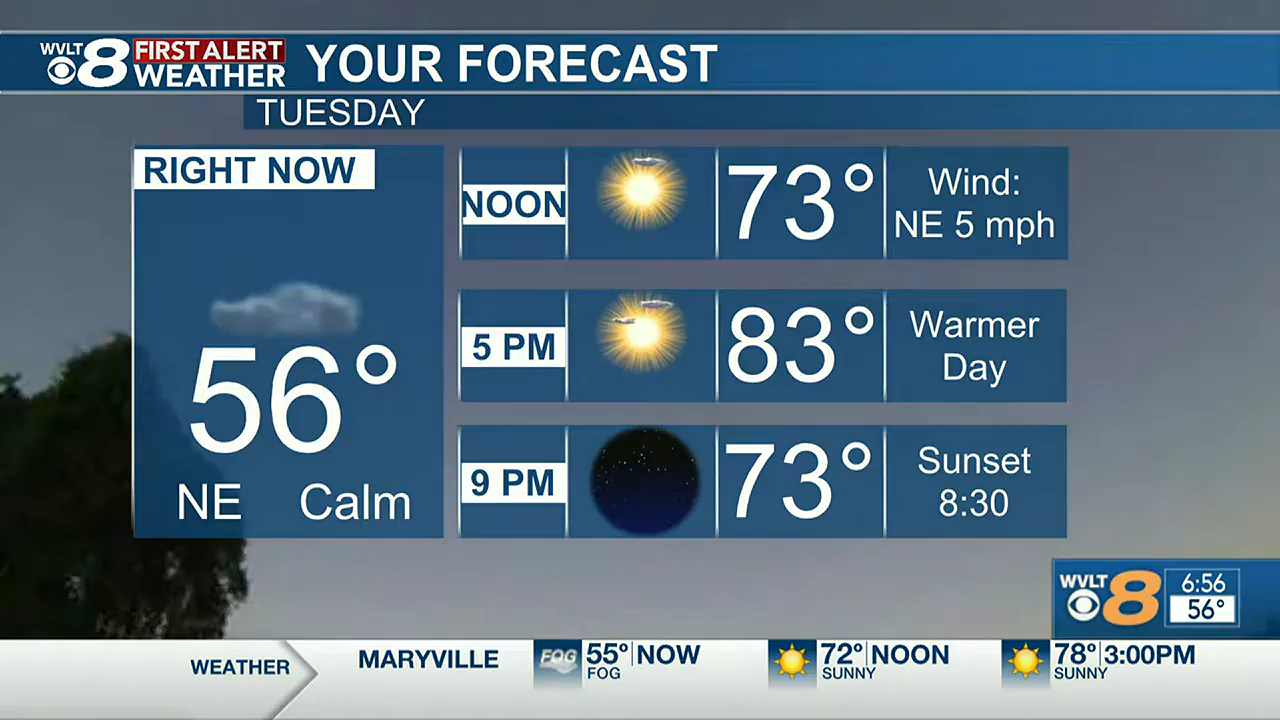 WVLT 8 FIRST ALERT WEATHER
YOUR FORECAST
TUESDAY
RIGHT NOW
56°
NE Calm
NOON 73° Wind: NE 5 mph
5 PM 83° Warmer Day
9 PM 73° Sunset 8:30
WVLT 8 6:56 56°
WEATHER MARYVILLE FOG 55° NOW FOG 72° NOON SUNNY 78° 3:00PM SUNNY